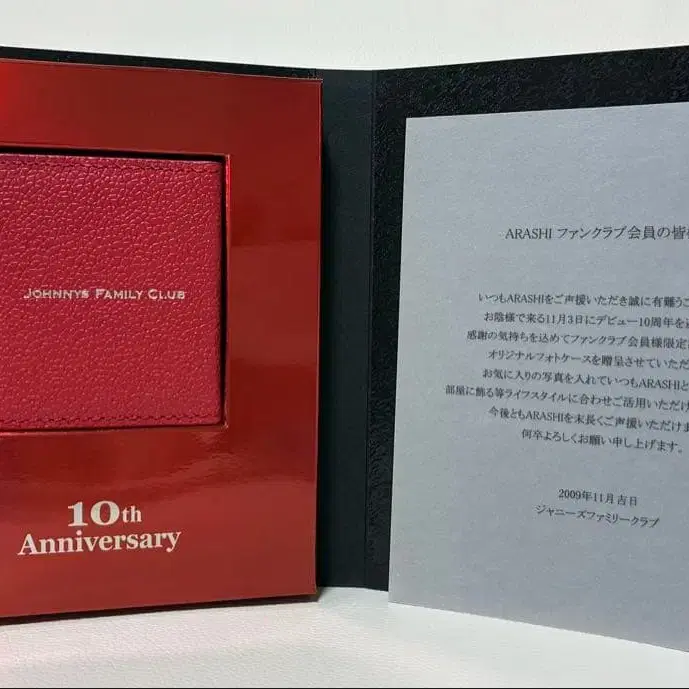 JOHNNYS FAMILY CLUB
10th
Anniversary
ARASHI ファンクラブ会員の皆
いつもARASHIをご声援いただき誠に有難うこ
お陰様で来る11月3日にデビュー10周年を
感謝の気持ちを込めてファンクラブ会員様限定
オリジナルフォトケースを贈呈させていただ
お気に入りの写真を入れていつもARASHIと
部屋に飾る等ライフスタイルに合わせご活用いただけ
今後ともARASHIを末長くご声援いただけま
何卒よろしくお願い申し上げます。
2009年11月吉日
ジャニーズファミリークラブ